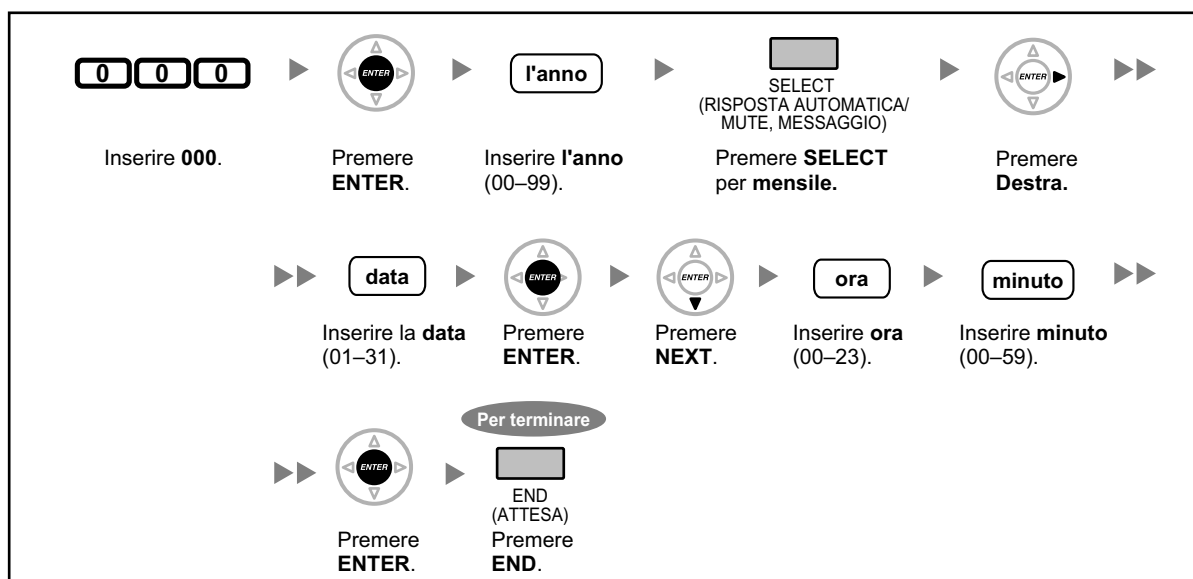 0 0 0
ENTER
l'anno
SELECT
(RISPOSTA AUTOMATICA/
MUTE, MESSAGGIO)
ENTER
Inserire 000.
Premere
ENTER.
Inserire l'anno
(00–99).
Premere SELECT
per mensile.
Premere
Destra.
data
ENTER
ENTER
ora
minuto
Inserire la data
(01–31).
Premere
ENTER.
Premere
NEXT.
Inserire ora
(00–23).
Inserire minuto
(00–59).
Per terminare
ENTER
END
(ATTESA)
Premere
ENTER.
Premere
END.